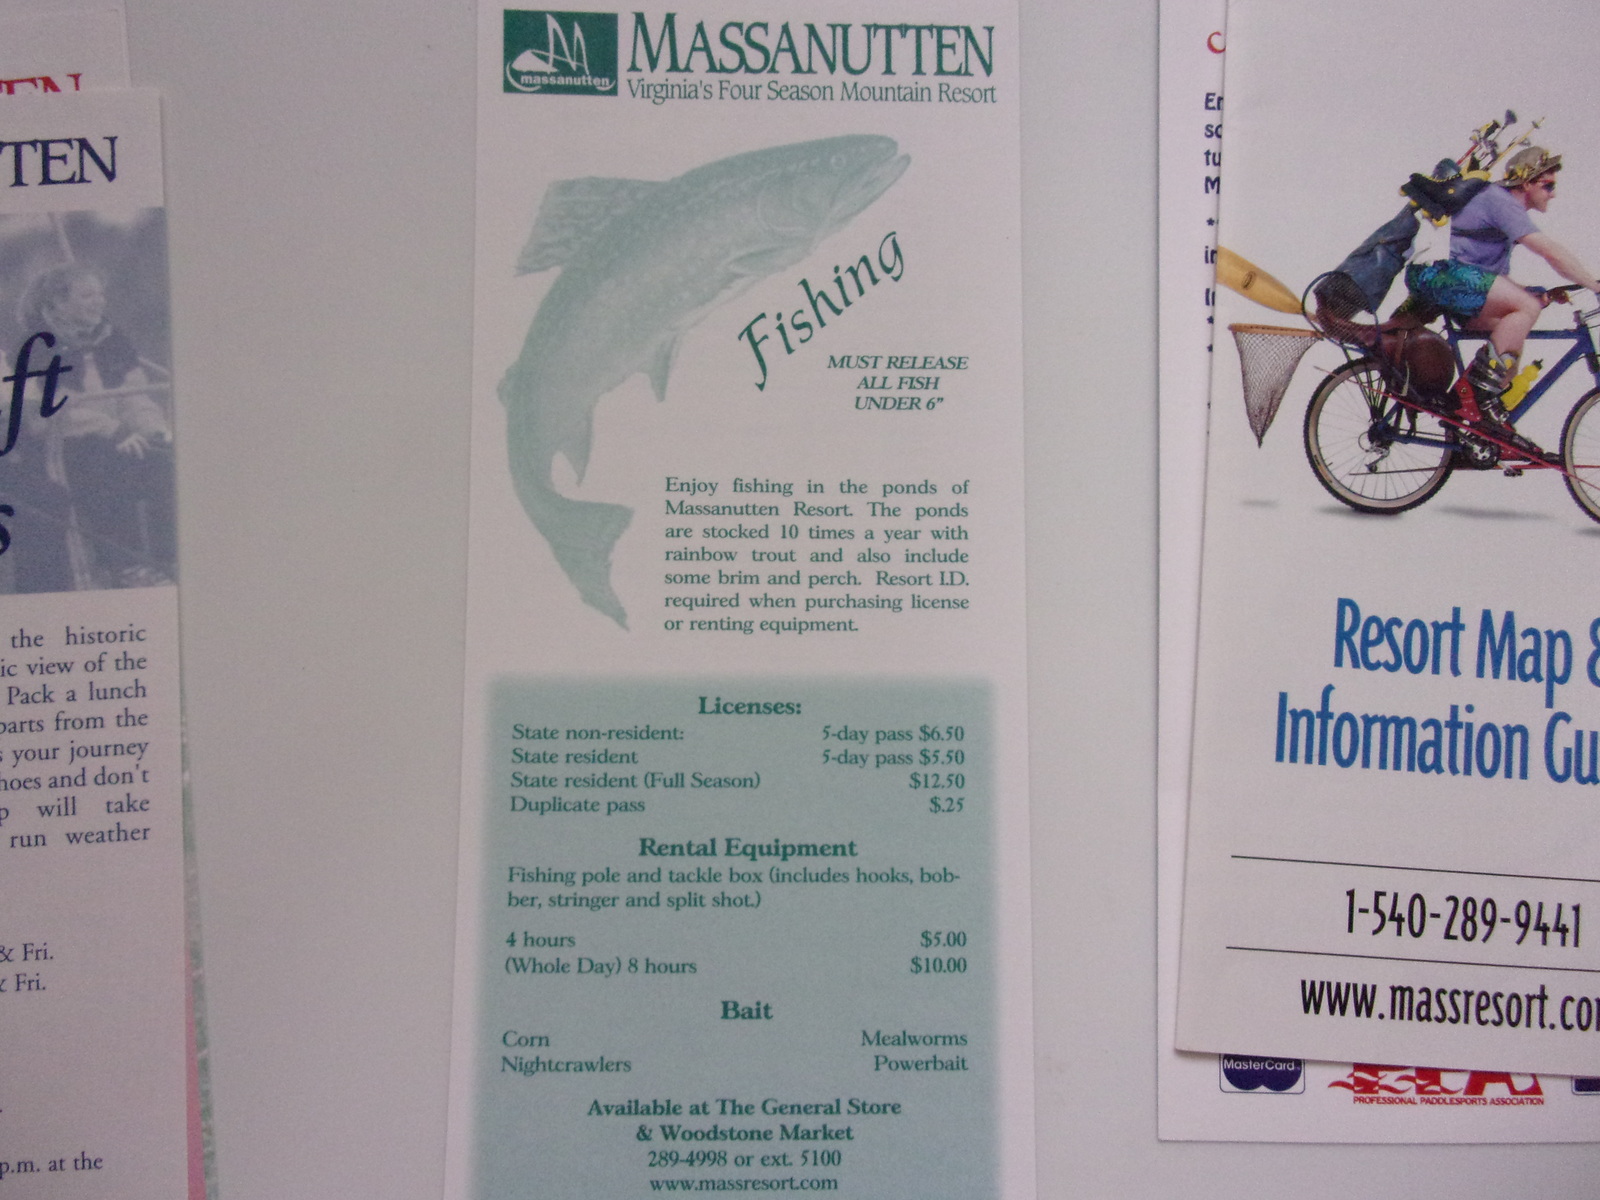 TEN
TTEN
ft
s
the historic
ic view of the
Pack a lunch
parts from the
s your journey
hoes and don't
p will take
run weather
& Fri.
& Fri.
p.m. at the
massanutten
MASSANUTTEN
Virginia's Four Season Mountain Resort
Fishing
MUST RELEASE
ALL FISH
UNDER 6"
Enjoy fishing in the ponds of
Massanutten Resort. The ponds
are stocked 10 times a year with
rainbow trout and also include
some brim and perch. Resort I.D.
required when purchasing license
or renting equipment.
Licenses:
State non-resident: 5-day pass $6.50
State resident 5-day pass $5.50
State resident (Full Season) $12.50
Duplicate pass $.25
Rental Equipment
Fishing pole and tackle box (includes hooks, bob-
ber, stringer and split shot.)
4 hours $5.00
(Whole Day) 8 hours $10.00
Bait
Corn Mealworms
Nightcrawlers Powerbait
Available at The General Store
& Woodstone Market
289-4998 or ext. 5100
www.massresort.com
Resort Map &
Information Gu
1-540-289-9441
www.massresort.co
MasterCard
PROFESSIONAL PADDLESPORTS ASSOCIATION